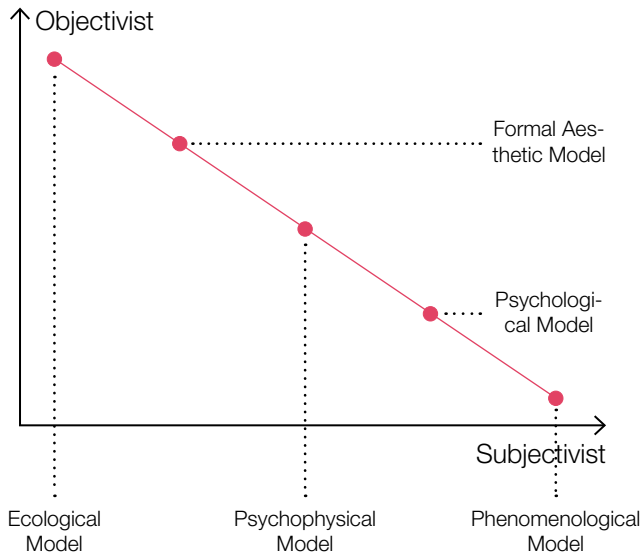 Objectivist
Formal Aes-
thetic Model
Psychologi-
cal Model
Subjectivist
Ecological
Model
Psychophysical
Model
Phenomenological
Model